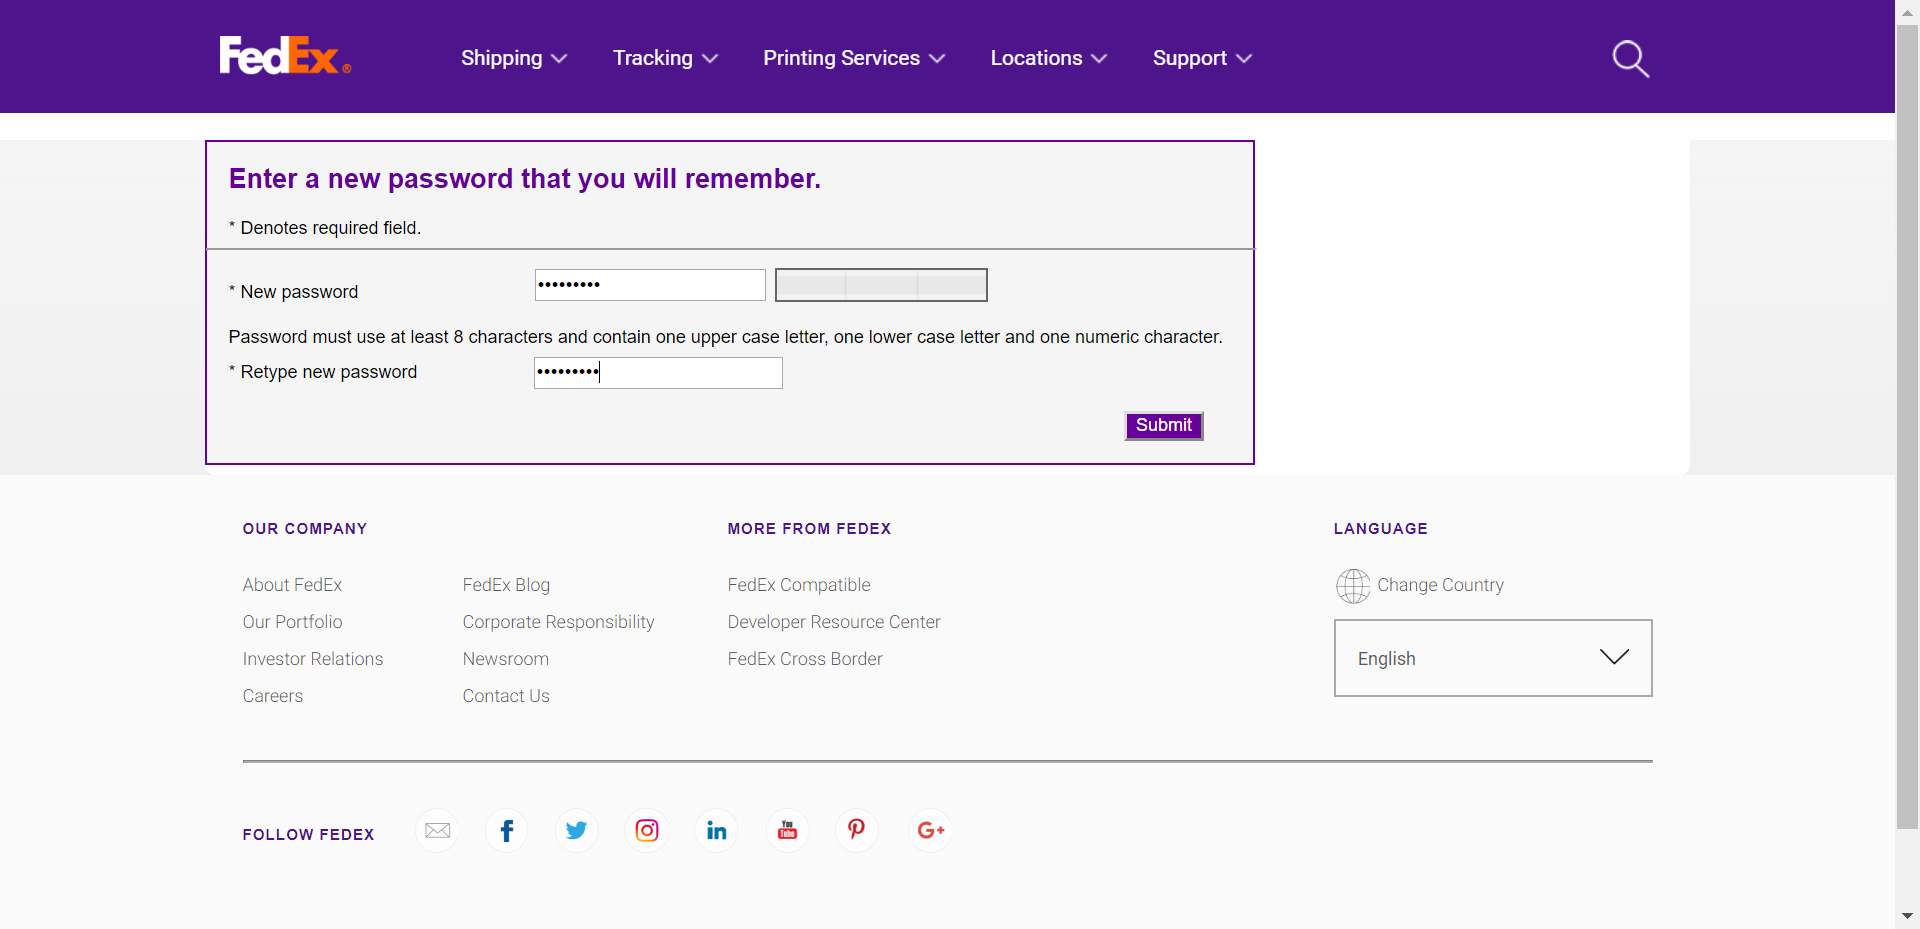 FedEx®
Shipping Tracking Printing Services Locations Support
Enter a new password that you will remember.
* Denotes required field.
* New password •••••••••
Password must use at least 8 characters and contain one upper case letter, one lower case letter and one numeric character.
* Retype new password •••••••••
Submit
OUR COMPANY MORE FROM FEDEX LANGUAGE
About FedEx FedEx Blog FedEx Compatible Change Country
Our Portfolio Corporate Responsibility Developer Resource Center
Investor Relations Newsroom FedEx Cross Border English
Careers Contact Us
FOLLOW FEDEX f in You Tube G+